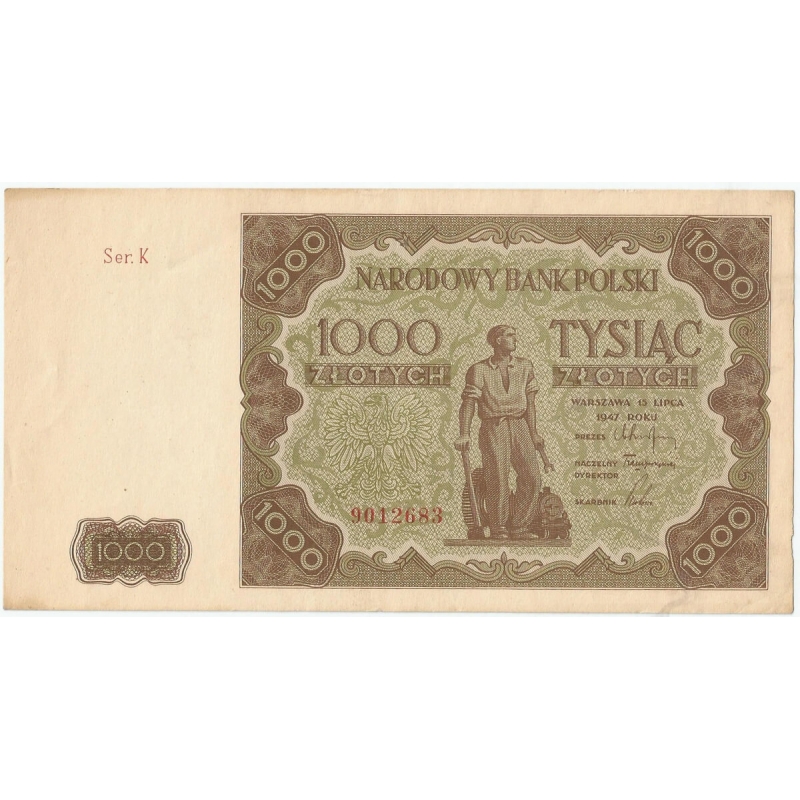 Ser. K
1000
1000
NARODOWY BANK POLSKI
1000 TYSIĄC
ZŁOTYCH ZŁOTYCH
WARSZAWA 15 LIPCA
1947 ROKU
PREZES
NACZELNY
DYREKTOR
SKARBNIK
9012683
1000
1000
1000